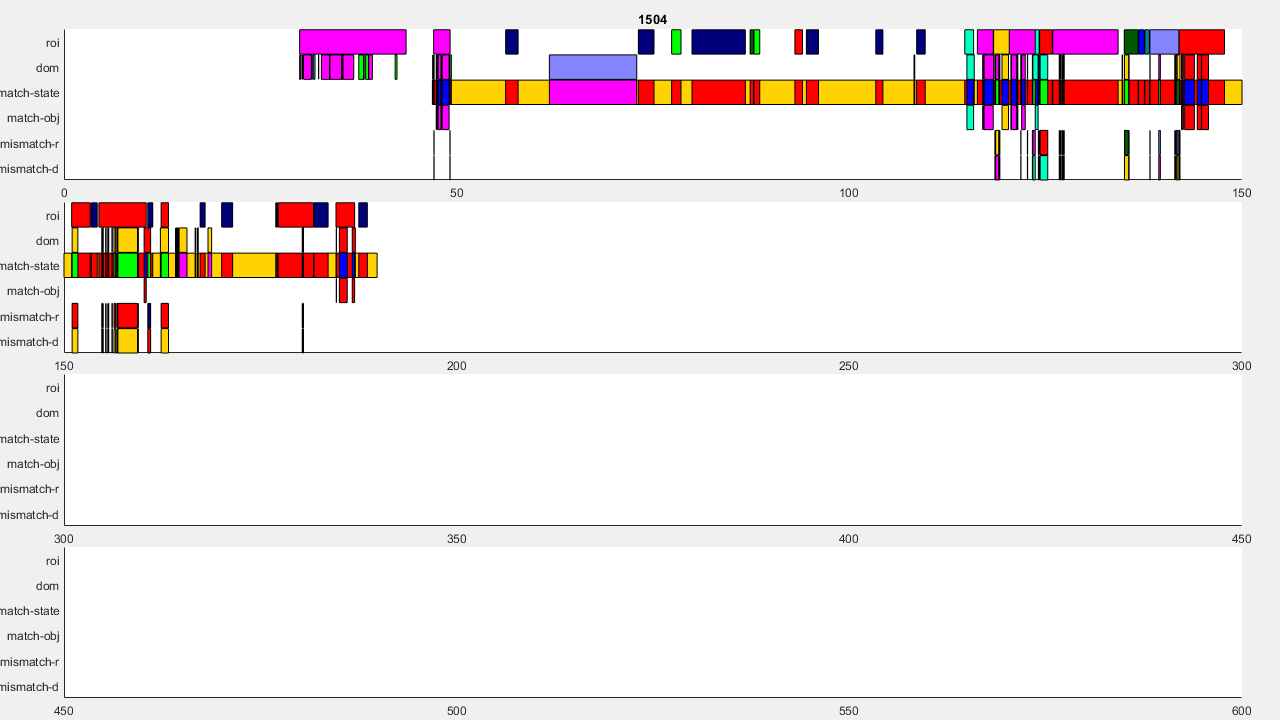 1504
roi
dom
match-state
match-obj
mismatch-r
mismatch-d
0 50 100 150
roi
dom
match-state
match-obj
mismatch-r
mismatch-d
150 200 250 300
roi
dom
match-state
match-obj
mismatch-r
mismatch-d
300 350 400 450
roi
dom
match-state
match-obj
mismatch-r
mismatch-d
450 500 550 600